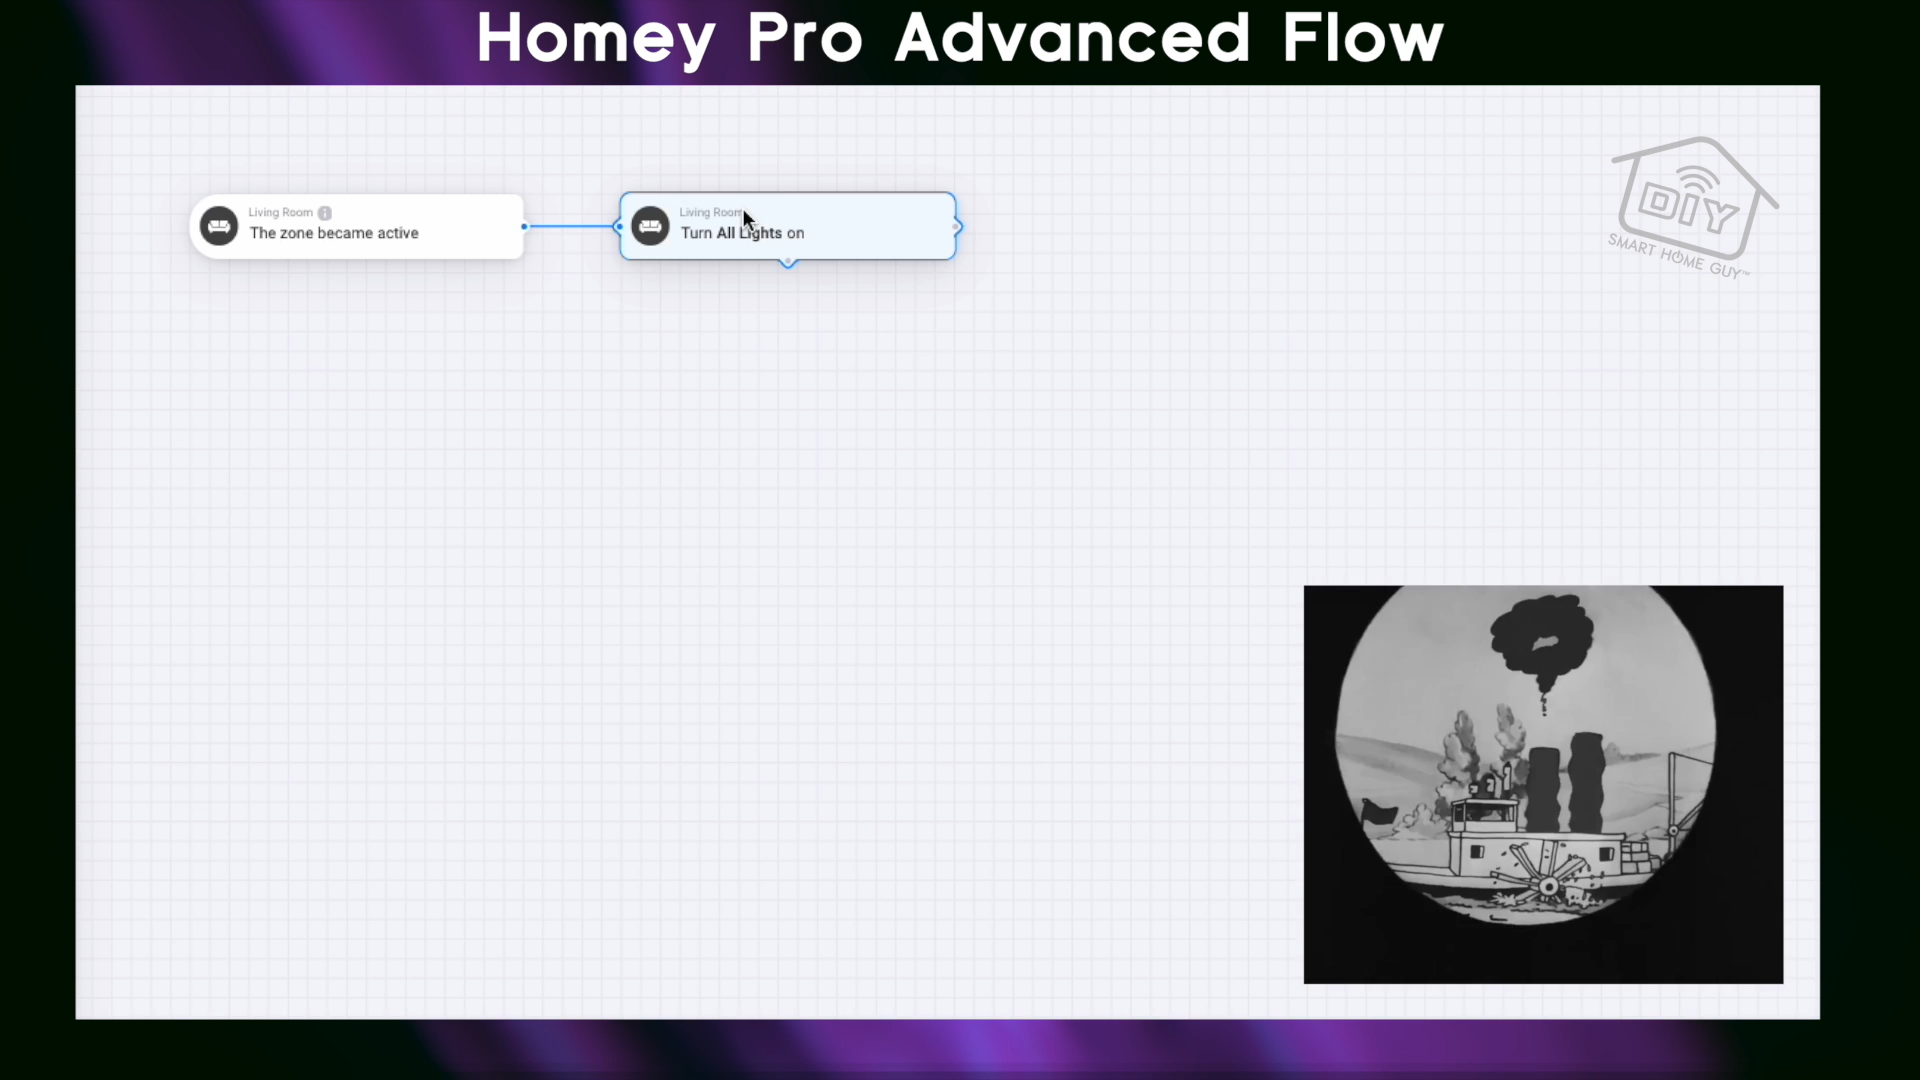 Homey Pro Advanced Flow
Living Room
The zone became active
Living Room
Turn All Lights on
DIY
SMART HOME GUY™